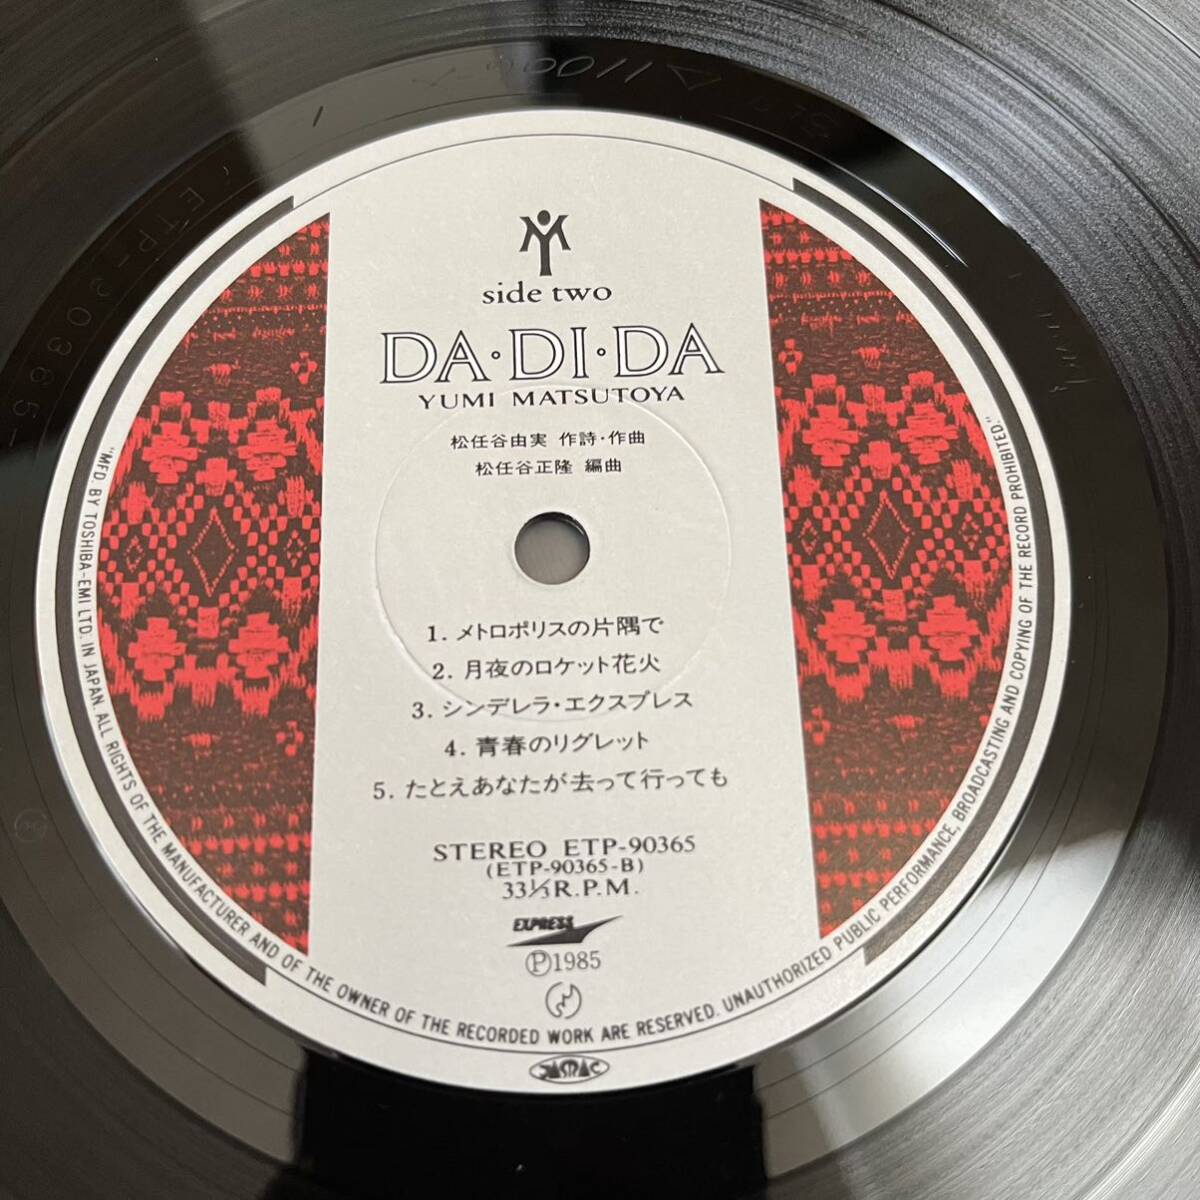 side two
DA・DI・DA
YUMI MATSUTOYA
松任谷由実 作詩・作曲
松任谷正隆 編曲
1. メトロポリスの片隅で
2. 月夜のロケット花火
3. シンデレラ・エクスプレス
4. 青春のリグレット
5. たとえあなたが去って行っても
STEREO ETP-90365
(ETP-90365-B)
33⅓R.P.M.
EXPRESS
Ⓟ1985
"MFD. BY TOSHIBA-EMI LTD. IN JAPAN. ALL RIGHTS OF THE MANUFACTURER AND OF THE OWNER OF THE RECORDED WORK ARE RESERVED. UNAUTHORIZED PUBLIC PERFORMANCE, BROADCASTING AND COPYING OF THE RECORD PROHIBITED."
JASRAC